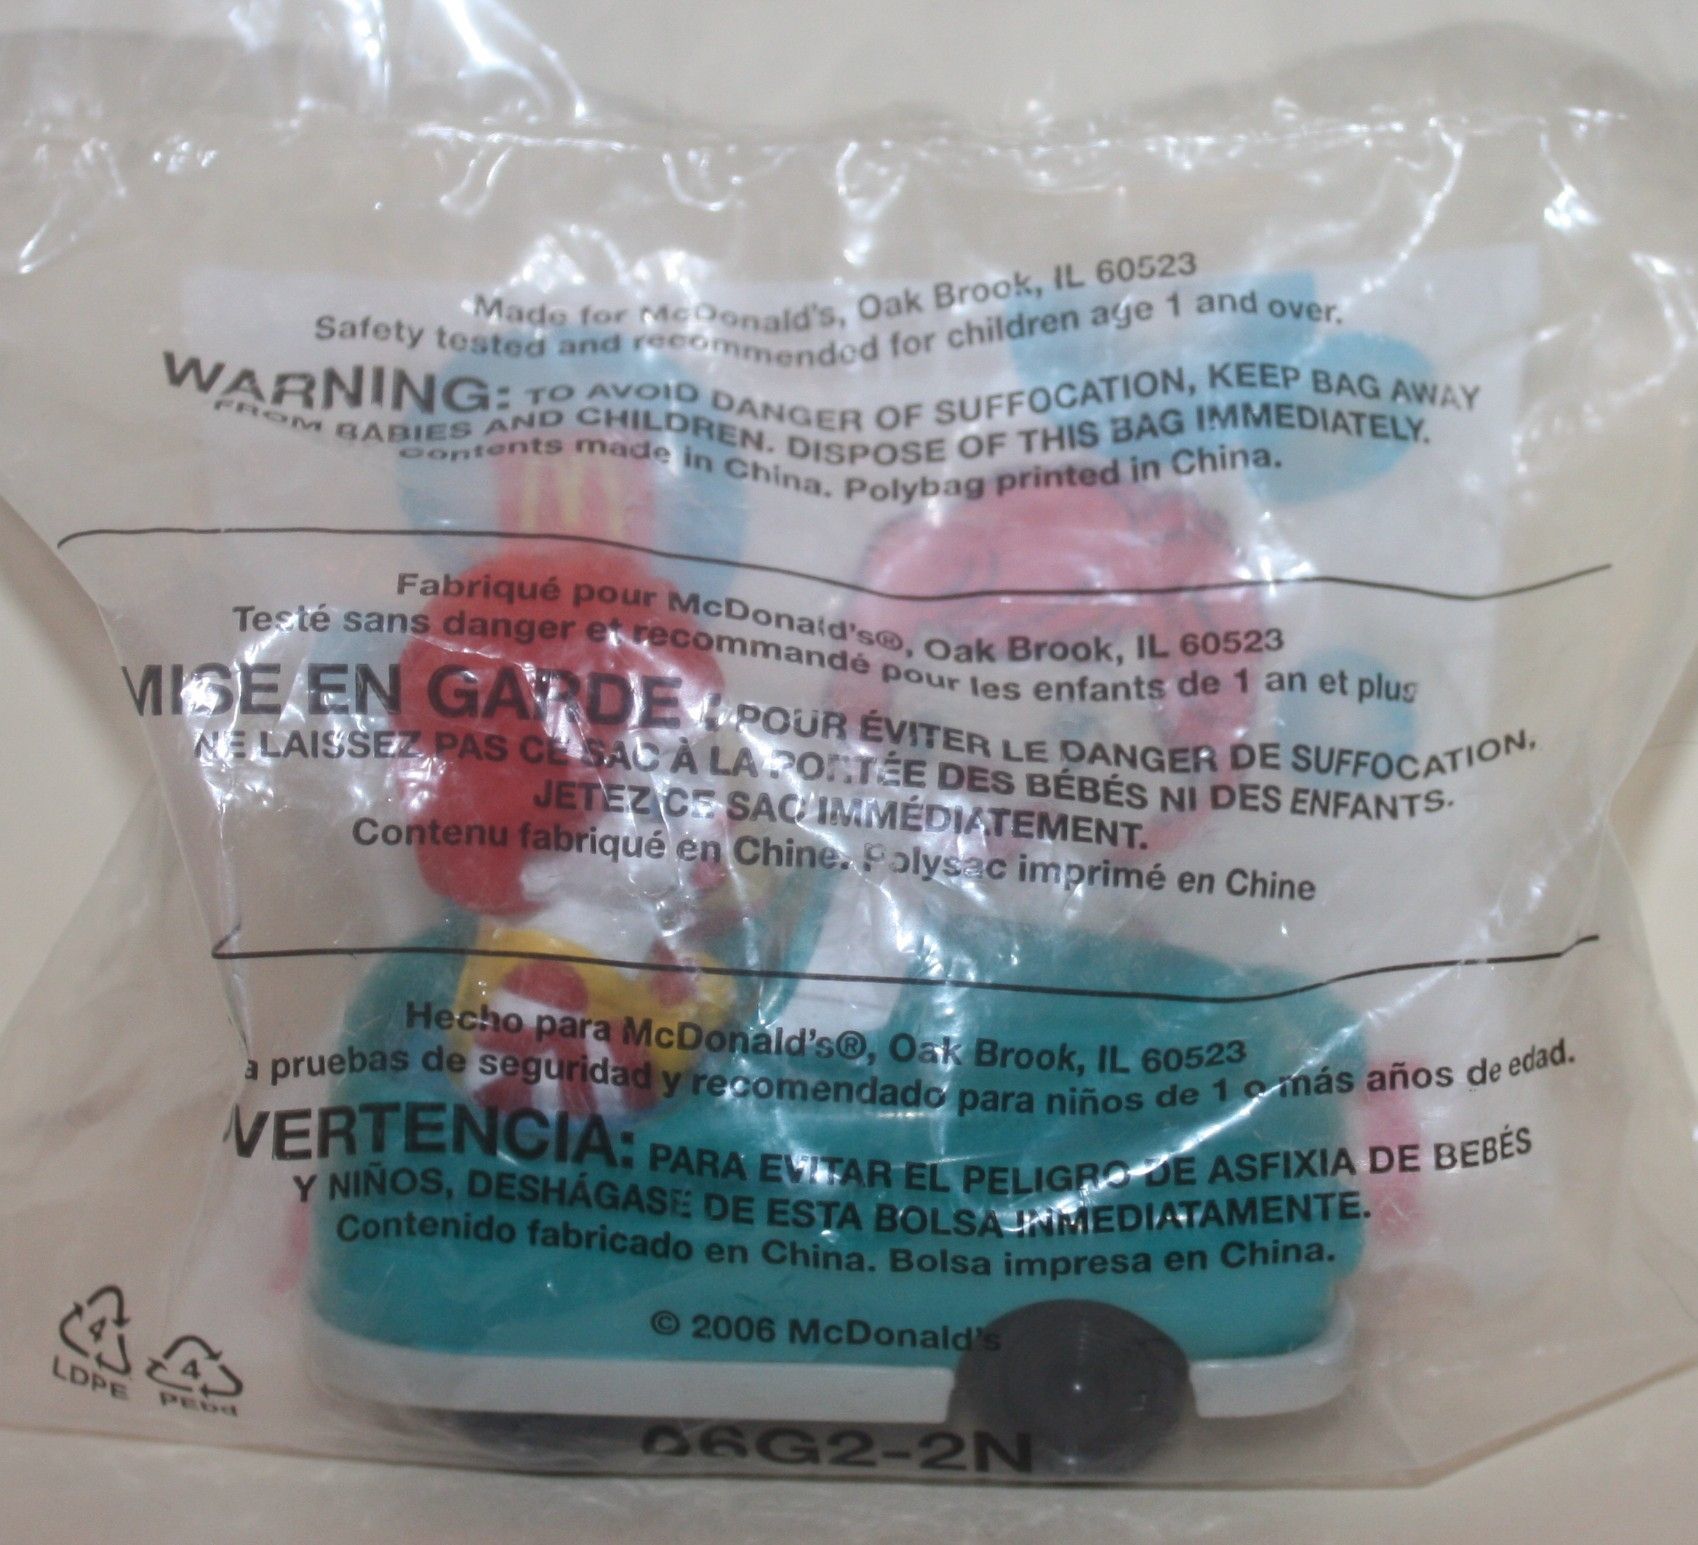 Made for McDonald's, Oak Brook, IL 60523
Safety tested and recommended for children age 1 and over.
WARNING: TO AVOID DANGER OF SUFFOCATION, KEEP BAG AWAY
FROM BABIES AND CHILDREN. DISPOSE OF THIS BAG IMMEDIATELY.
Contents made in China. Polybag printed in China.
Fabriqué pour McDonald's®, Oak Brook, IL 60523
Testé sans danger et recommandé pour les enfants de 1 an et plus
MISE EN GARDE : POUR ÉVITER LE DANGER DE SUFFOCATION,
NE LAISSEZ PAS CE SAC À LA PORTÉE DES BÉBÉS NI DES ENFANTS.
JETEZ CE SAC IMMÉDIATEMENT.
Contenu fabriqué en Chine. Polysac imprimé en Chine
Hecho para McDonald's®, Oak Brook, IL 60523
a pruebas de seguridad y recomendado para niños de 1 o más años de edad.
VERTENCIA: PARA EVITAR EL PELIGRO DE ASFIXIA DE BEBÉS
Y NIÑOS, DESHÁGASE DE ESTA BOLSA INMEDIATAMENTE.
Contenido fabricado en China. Bolsa impresa en China.
© 2006 McDonald's
4
LDPE
4
PEbd
06G2-2N